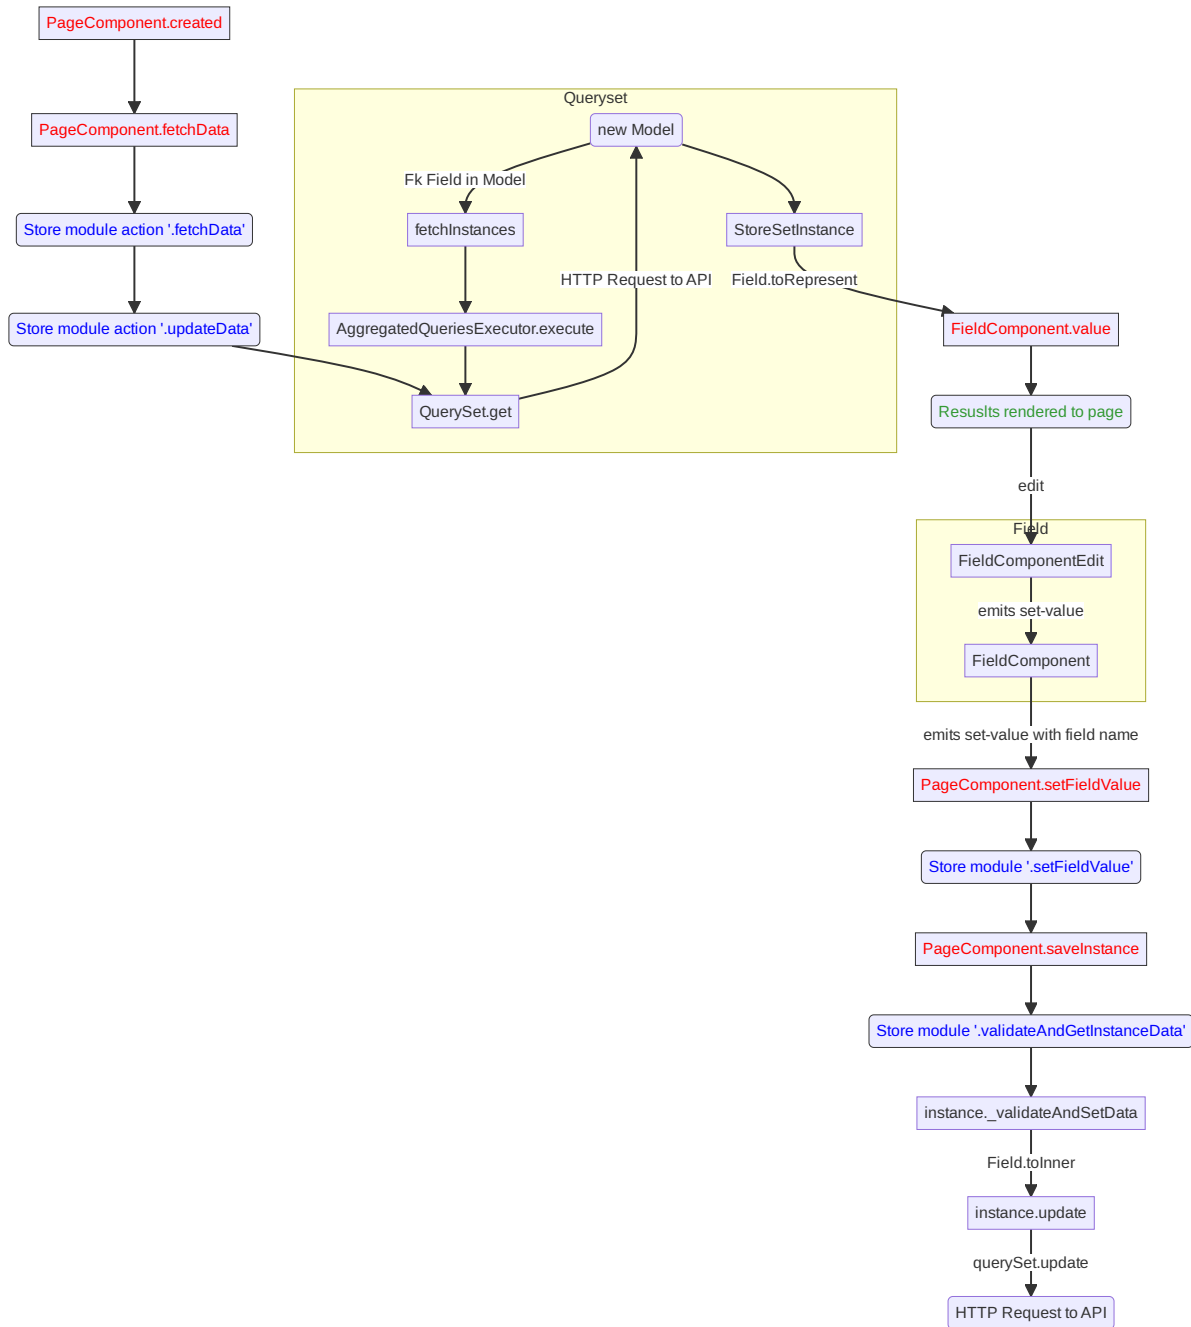 PageComponent.created
PageComponent.fetchData
Store module action '.fetchData'
Store module action '.updateData'
Queryset
new Model
Fk Field in Model
fetchInstances
StoreSetInstance
HTTP Request to API
Field.toRepresent
AggregatedQueriesExecutor.execute
QuerySet.get
FieldComponent.value
Resuslts rendered to page
edit
Field
FieldComponentEdit
emits set-value
FieldComponent
emits set-value with field name
PageComponent.setFieldValue
Store module '.setFieldValue'
PageComponent.saveInstance
Store module '.validateAndGetInstanceData'
instance._validateAndSetData
Field.toInner
instance.update
querySet.update
HTTP Request to API